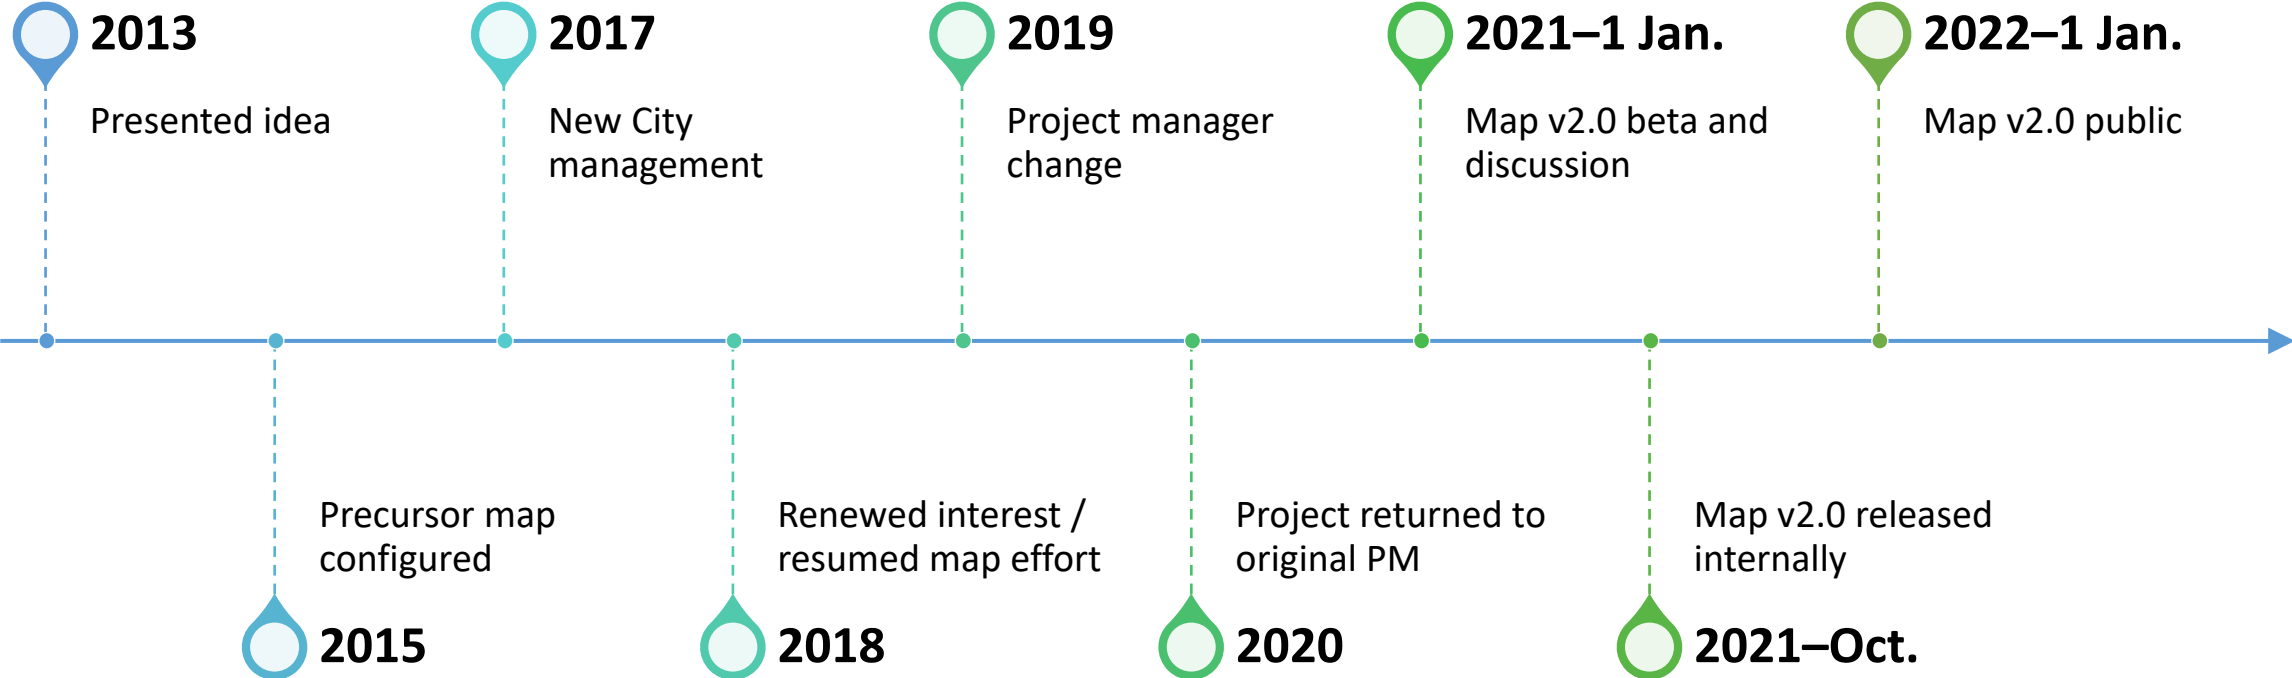 2013
Presented idea
2017
New City
management
2019
Project manager
change
2021–1 Jan.
Map v2.0 beta and
discussion
2022–1 Jan.
Map v2.0 public
Precursor map
configured
2015
Renewed interest /
resumed map effort
2018
Project returned to
original PM
2020
Map v2.0 released
internally
2021–Oct.